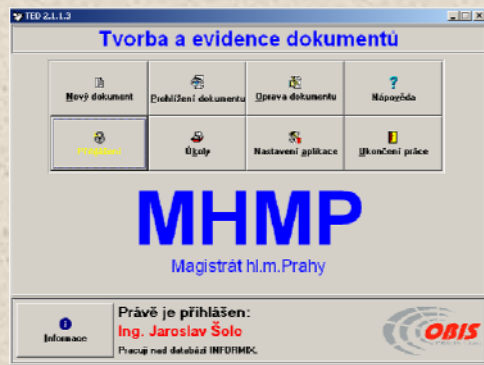 TED 2.1.1.3
Tvorba a evidence dokumentů
Nový dokument
Prohlížení dokumentu
Oprava dokumentu
Nápověda
Přihlášení
Úkoly
Nastavení aplikace
Ukončení práce
MHMP
Magistrát hl.m.Prahy
Informace
Právě je přihlášen:
Ing. Jaroslav Šolc
Pracuji nad databází INFORMIX.
OBIS